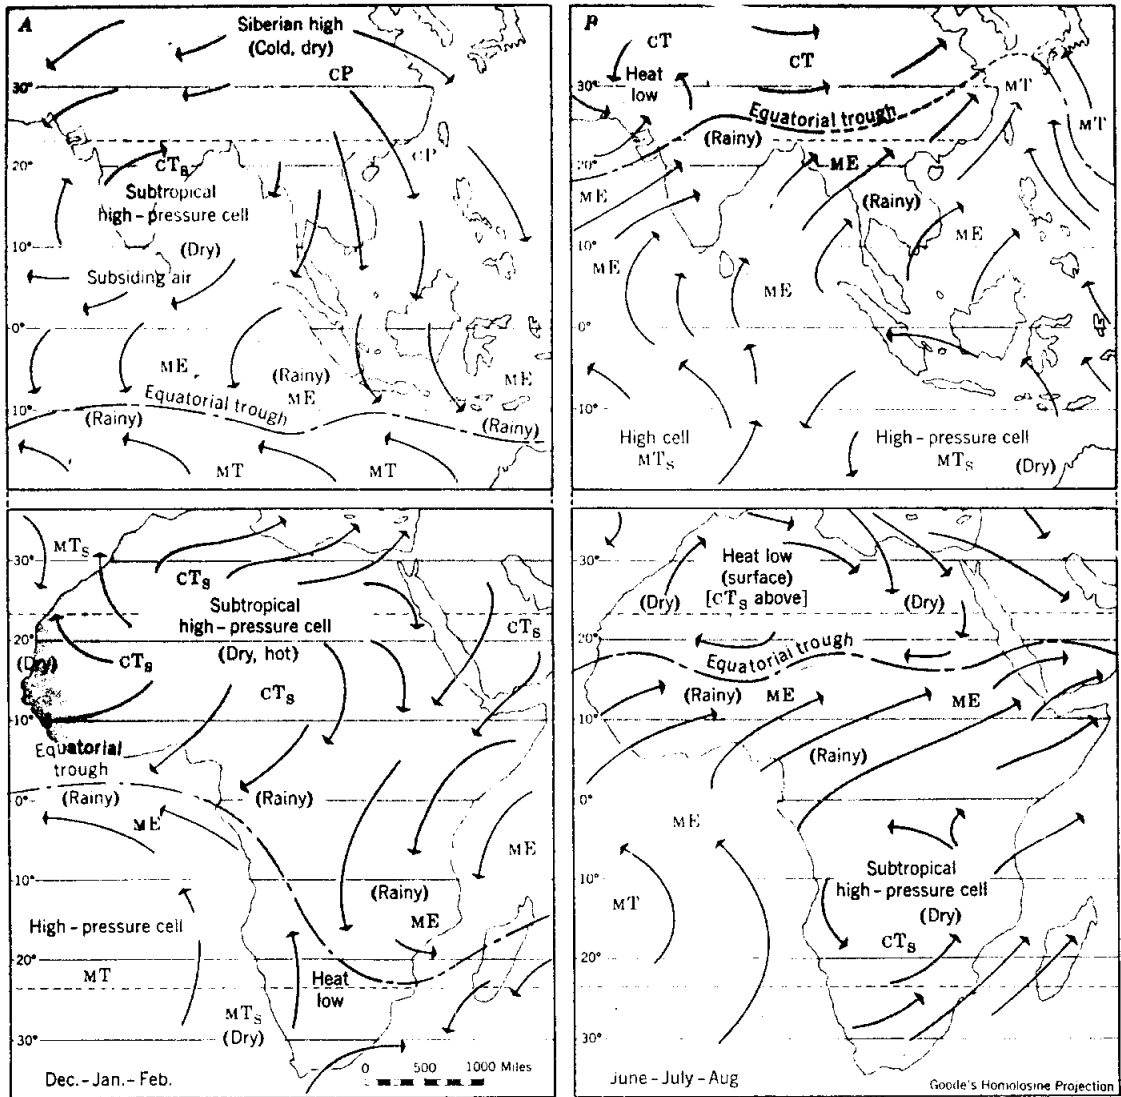 A
Siberian high
(Cold, dry)
cP
30°
cP
20°
cTs
Subtropical
high-pressure cell
(Dry)
10°
Subsiding air
0°
ME
(Rainy)
ME
ME
Equatorial trough
10°
(Rainy)
(Rainy)
MT
MT
cT
cT
Heat
low
30°
MT
MT
Equatorial trough
(Rainy)
20°
ME
ME
(Rainy)
10°
ME
ME
ME
0°
10°
High cell
MTs
High-pressure cell
MTs
(Dry)
MTs
30°
cTs
Subtropical
high-pressure cell
(Dry, hot)
cTs
20°
(Dry)
cTs
cTs
10°
Equatorial
trough
(Rainy)
(Rainy)
0°
ME
ME
10°
(Rainy)
ME
High-pressure cell
20°
MT
Heat
low
MTs
(Dry)
30°
0 500 1000 Miles
Dec.-Jan.-Feb.
30°
Heat low
(surface)
[cTs above]
(Dry)
(Dry)
20°
Equatorial trough
(Rainy)
ME
ME
10°
(Rainy)
0°
ME
Subtropical
high-pressure cell
(Dry)
10°
MT
cTs
20°
30°
June-July-Aug
Goode's Homolosine Projection